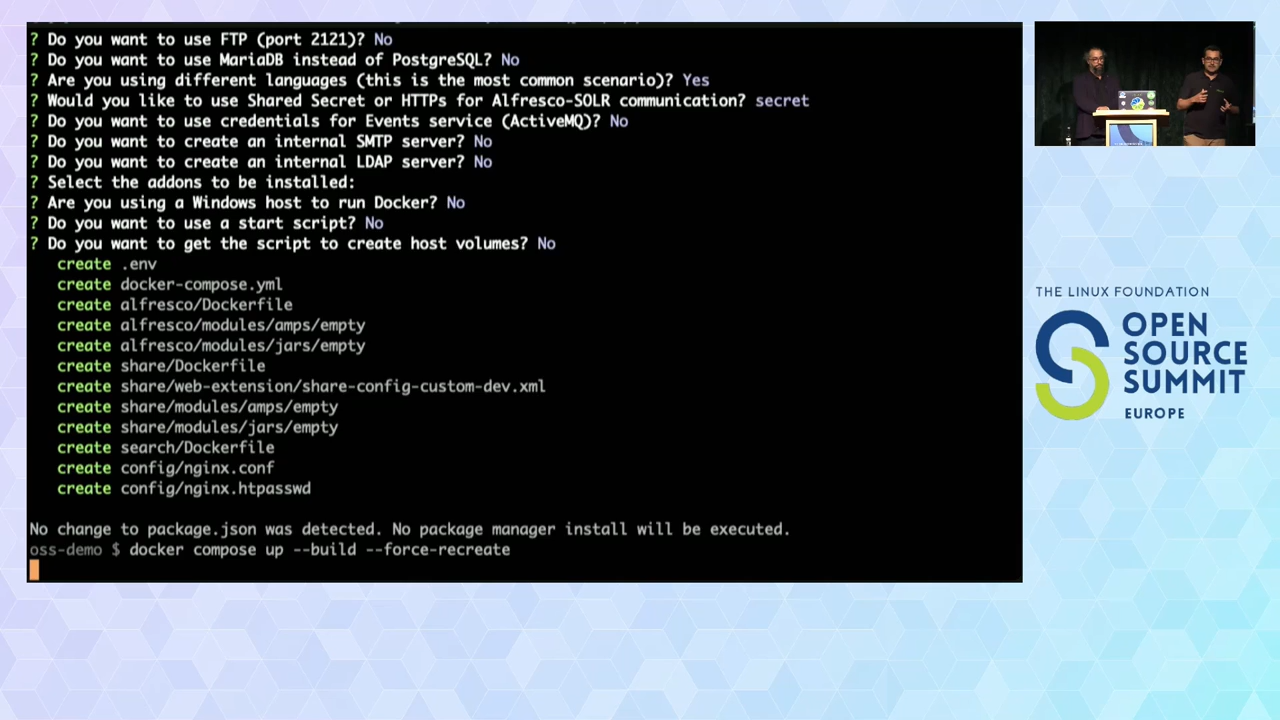 ? Do you want to use FTP (port 2121)? No
? Do you want to use MariaDB instead of PostgreSQL? No
? Are you using different languages (this is the most common scenario)? Yes
? Would you like to use Shared Secret or HTTPs for Alfresco-SOLR communication? secret
? Do you want to use credentials for Events service (ActiveMQ)? No
? Do you want to create an internal SMTP server? No
? Do you want to create an internal LDAP server? No
? Select the addons to be installed:
? Are you using a Windows host to run Docker? No
? Do you want to use a start script? No
? Do you want to get the script to create host volumes? No
create .env
create docker-compose.yml
create alfresco/Dockerfile
create alfresco/modules/amps/empty
create alfresco/modules/jars/empty
create share/Dockerfile
create share/web-extension/share-config-custom-dev.xml
create share/modules/amps/empty
create share/modules/jars/empty
create search/Dockerfile
create config/nginx.conf
create config/nginx.htpasswd
No change to package.json was detected. No package manager install will be executed.
oss-demo $ docker compose up --build --force-recreate
THE LINUX FOUNDATION
OPEN
SOURCE
SUMMIT
EUROPE